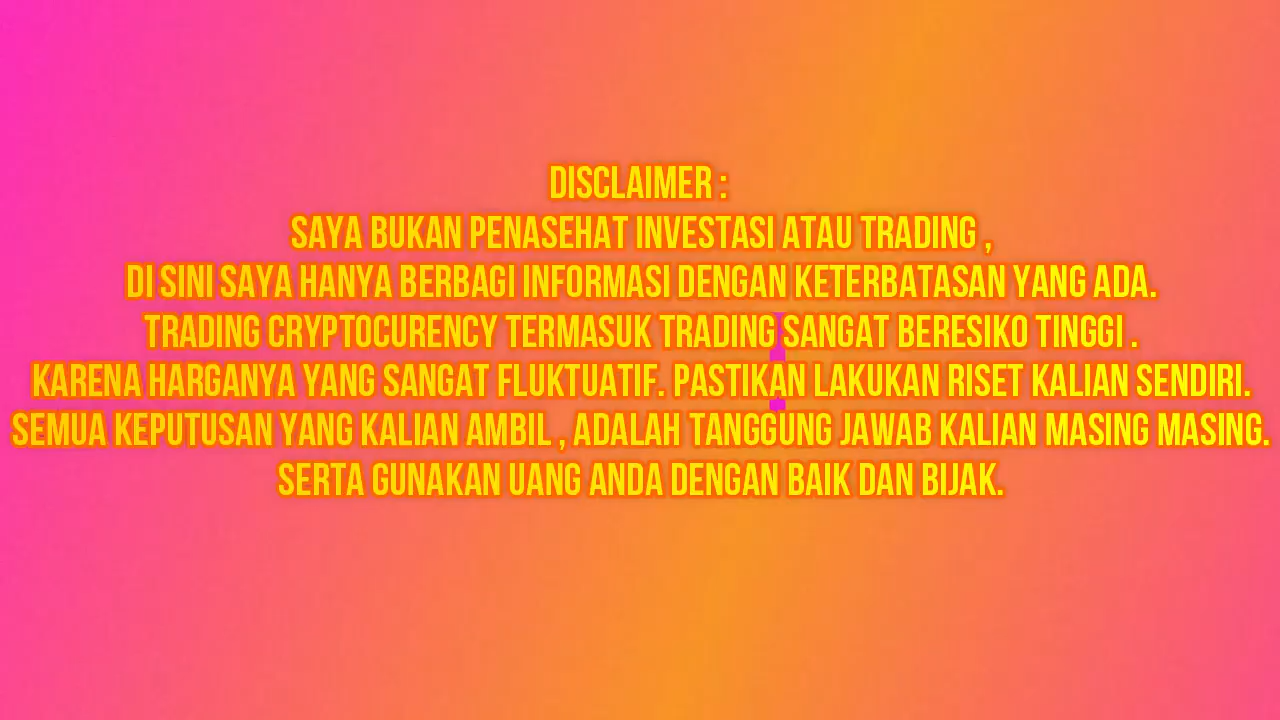 DISCLAIMER :
SAYA BUKAN PENASEHAT INVESTASI ATAU TRADING ,
DI SINI SAYA HANYA BERBAGI INFORMASI DENGAN KETERBATASAN YANG ADA.
TRADING CRYPTOCURENCY TERMASUK TRADING SANGAT BERESIKO TINGGI .
KARENA HARGANYA YANG SANGAT FLUKTUATIF. PASTIKAN LAKUKAN RISET KALIAN SENDIRI.
SEMUA KEPUTUSAN YANG KALIAN AMBIL , ADALAH TANGGUNG JAWAB KALIAN MASING MASING.
SERTA GUNAKAN UANG ANDA DENGAN BAIK DAN BIJAK.